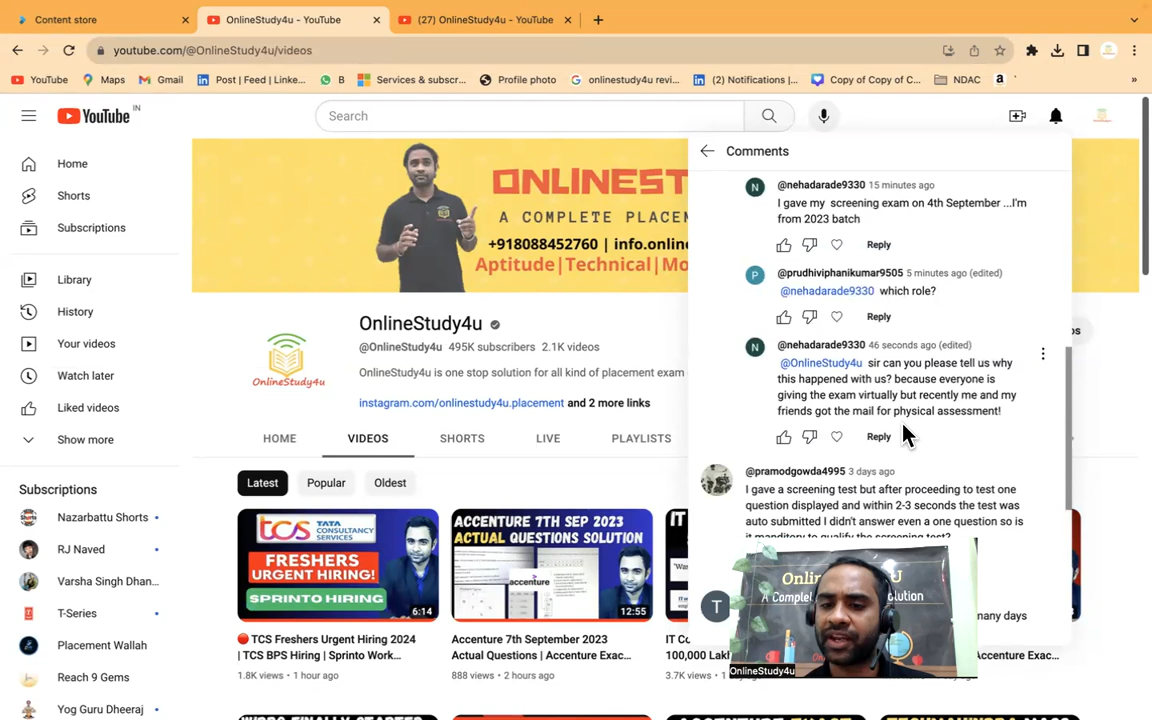 Content store
OnlineStudy4u - YouTube
(27) OnlineStudy4u - YouTube
youtube.com/@OnlineStudy4u/videos
YouTube
Maps
Gmail
Post | Feed | Linke...
B
Services & subscr...
Profile photo
onlinestudy4u revi...
(2) Notifications |...
Copy of Copy of C...
NDAC
»
YouTube IN
Search
Home
Shorts
Subscriptions
Library
History
Your videos
Watch later
Liked videos
Show more
Subscriptions
Nazarbattu Shorts
RJ Naved
Varsha Singh Dhan...
T-Series
Placement Wallah
Reach 9 Gems
Yog Guru Dheeraj
ONLINEST
A COMPLETE PLACEN
+918088452760 | info.onlin
Aptitude|Technical|Mo
OnlineStudy4u
OnlineStudy4u
@OnlineStudy4u 495K subscribers 2.1K videos
OnlineStudy4u is one stop solution for all kind of placement exam
instagram.com/onlinestudy4u.placement and 2 more links
HOME
VIDEOS
SHORTS
LIVE
PLAYLISTS
Latest
Popular
Oldest
tcs TATA
CONSULTANCY
SERVICES
FRESHERS
URGENT HIRING!
SPRINTO HIRING
6:14
TCS Freshers Urgent Hiring 2024
| TCS BPS Hiring | Sprinto Work...
1.8K views • 1 hour ago
ACCENTURE 7TH SEP 2023
ACTUAL QUESTIONS SOLUTION
accenture
12:55
Accenture 7th September 2023
Actual Questions | Accenture Exac...
888 views • 2 hours ago
IT Co
100,000 Lakl
3.7K views •
Accenture Exac...
Comments
@nehadarade9330 15 minutes ago
I gave my screening exam on 4th September ...I'm
from 2023 batch
Reply
@prudhiviphanikumar9505 5 minutes ago (edited)
@nehadarade9330 which role?
Reply
@nehadarade9330 46 seconds ago (edited)
@OnlineStudy4u sir can you please tell us why
this happened with us? because everyone is
giving the exam virtually but recently me and my
friends got the mail for physical assessment!
Reply
@pramodgowda4995 3 days ago
I gave a screening test but after proceeding to test one
question displayed and within 2-3 seconds the test was
auto submitted I didn't answer even a one question so is
it manditory to qualify the screening test?
T
many days
Onli
U
A Comple
olution
OnlineStudy4U